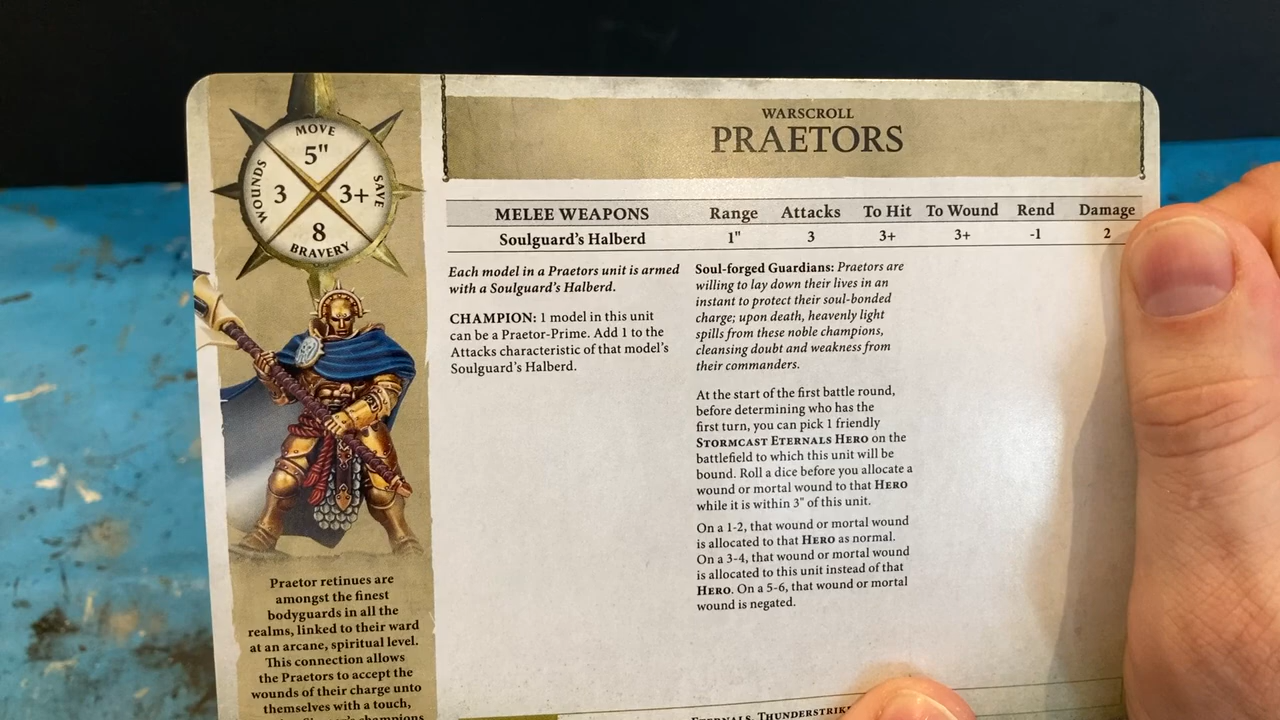 MOVE
5"
WOUNDS
3
3+
SAVE
8
BRAVERY
Praetor retinues are
amongst the finest
bodyguards in all the
realms, linked to their ward
at an arcane, spiritual level.
This connection allows
the Praetors to accept the
wounds of their charge unto
themselves with a touch,
champions
WARSCROLL
PRAETORS
MELEE WEAPONS Range Attacks To Hit To Wound Rend Damage
Soulguard's Halberd 1" 3 3+ 3+ -1 2
Each model in a Praetors unit is armed
with a Soulguard's Halberd.
CHAMPION: 1 model in this unit
can be a Praetor-Prime. Add 1 to the
Attacks characteristic of that model's
Soulguard's Halberd.
Soul-forged Guardians: Praetors are
willing to lay down their lives in an
instant to protect their soul-bonded
charge; upon death, heavenly light
spills from these noble champions,
cleansing doubt and weakness from
their commanders.
At the start of the first battle round,
before determining who has the
first turn, you can pick 1 friendly
STORMCAST ETERNALS HERO on the
battlefield to which this unit will be
bound. Roll a dice before you allocate a
wound or mortal wound to that HERO
while it is within 3" of this unit.
On a 1-2, that wound or mortal wound
is allocated to that HERO as normal.
On a 3-4, that wound or mortal wound
is allocated to this unit instead of that
HERO. On a 5-6, that wound or mortal
wound is negated.
ETERNALS, THUNDERSTRIKE